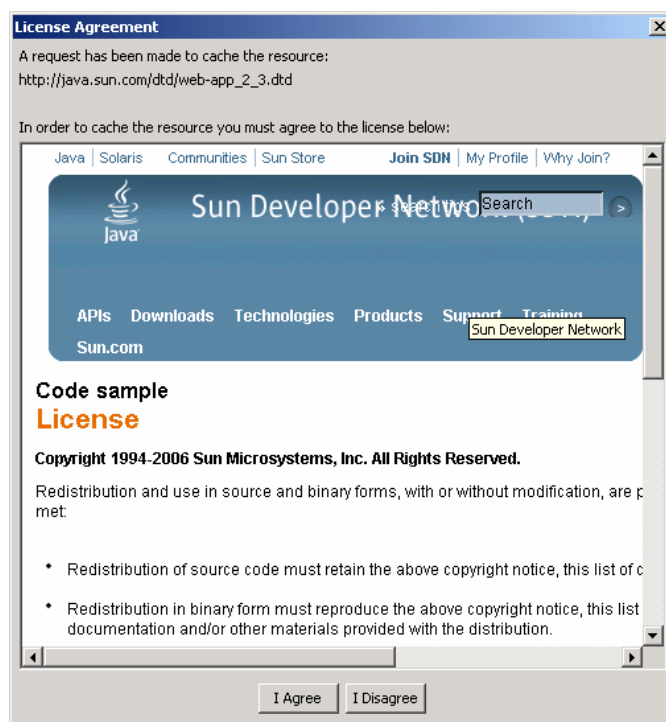 License Agreement
A request has been made to cache the resource:
http://java.sun.com/dtd/web-app_2_3.dtd
In order to cache the resource you must agree to the license below:
Java | Solaris Communities | Sun Store Join SDN | My Profile | Why Join?
Java
Sun Developer Network (SDN)
» search tips Search >
APIs Downloads Technologies Products Support Training
Sun Developer Network
Sun.com
Code sample
License
Copyright 1994-2006 Sun Microsystems, Inc. All Rights Reserved.
Redistribution and use in source and binary forms, with or without modification, are p
met:
• Redistribution of source code must retain the above copyright notice, this list of c
• Redistribution in binary form must reproduce the above copyright notice, this list
documentation and/or other materials provided with the distribution.
I Agree I Disagree